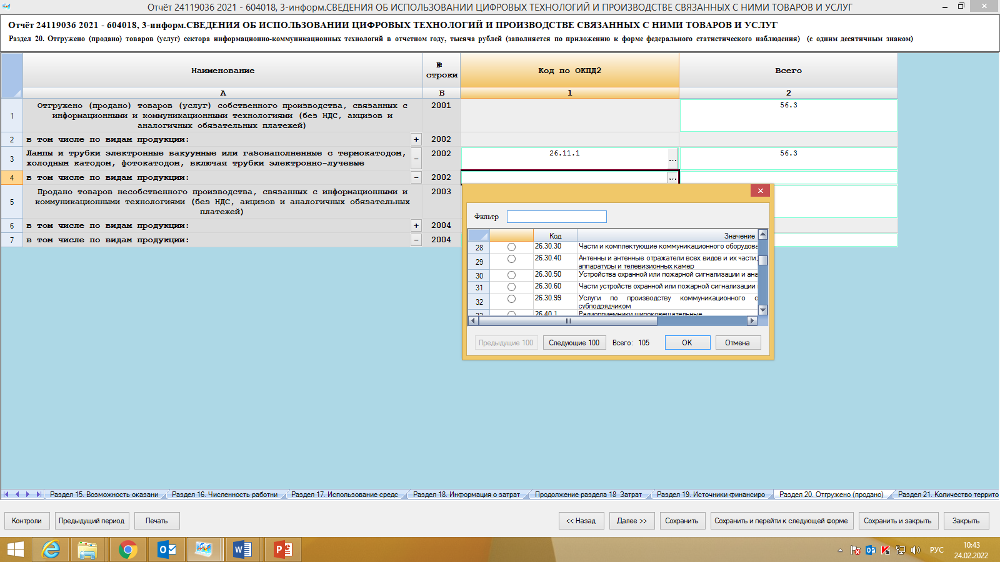 Отчёт 24119036 2021 - 604018, 3-информ.СВЕДЕНИЯ ОБ ИСПОЛЬЗОВАНИИ ЦИФРОВЫХ ТЕХНОЛОГИЙ И ПРОИЗВОДСТВЕ СВЯЗАННЫХ С НИМИ ТОВАРОВ И УСЛУГ
Отчёт 24119036 2021 - 604018, 3-информ.СВЕДЕНИЯ ОБ ИСПОЛЬЗОВАНИИ ЦИФРОВЫХ ТЕХНОЛОГИЙ И ПРОИЗВОДСТВЕ СВЯЗАННЫХ С НИМИ ТОВАРОВ И УСЛУГ
Раздел 20. Отгружено (продано) товаров (услуг) сектора информационно-коммуникационных технологий в отчетном году, тысяча рублей (заполняется по приложению к форме федерального статистического наблюдения) (с одним десятичным знаком)
Наименование
№ строки
Код по ОКПД2
Всего
А
Б
1
2
1
Отгружено (продано) товаров (услуг) собственного производства, связанных с
информационными и коммуникационными технологиями (без НДС, акцизов и
аналогичных обязательных платежей)
2001
56.3
2
в том числе по видам продукции:
+
2002
3
Лампы и трубки электронные вакуумные или газонаполненные с термокатодом,
холодным катодом, фотокатодом, включая трубки электронно-лучевые
-
2002
26.11.1
...
56.3
4
в том числе по видам продукции:
-
2002
...
5
Продано товаров несобственного производства, связанных с информационными и
коммуникационными технологиями (без НДС, акцизов и аналогичных обязательных
платежей)
2003
6
в том числе по видам продукции:
+
2004
7
в том числе по видам продукции:
-
2004
Фильтр
Код
Значение
28
26.30.30
Части и комплектующие коммуникационного оборудова
29
26.30.40
Антенны и антенные отражатели всех видов и их части;
аппаратуры и телевизионных камер
30
26.30.50
Устройства охранной или пожарной сигнализации и ана
31
26.30.60
Части устройств охранной или пожарной сигнализации
32
26.30.99
Услуги по производству коммуникационного о
субподрядчиком
33
26.40.1
Радиоприемники широковещательные
Предыдущие 100
Следующие 100
Всего: 105
OK
Отмена
Раздел 15. Возможность оказани
Раздел 16. Численность работни
Раздел 17. Использование средс
Раздел 18. Информация о затрат
Продолжение раздела 18 Затрат
Раздел 19. Источники финансиро
Раздел 20. Отгружено (продано)
Раздел 21. Количество террито
Контроли
Предыдущий период
Печать
<< Назад
Далее >>
Сохранить
Сохранить и перейти к следующей форме
Сохранить и закрыть
Закрыть
РУС
10:43
24.02.2022